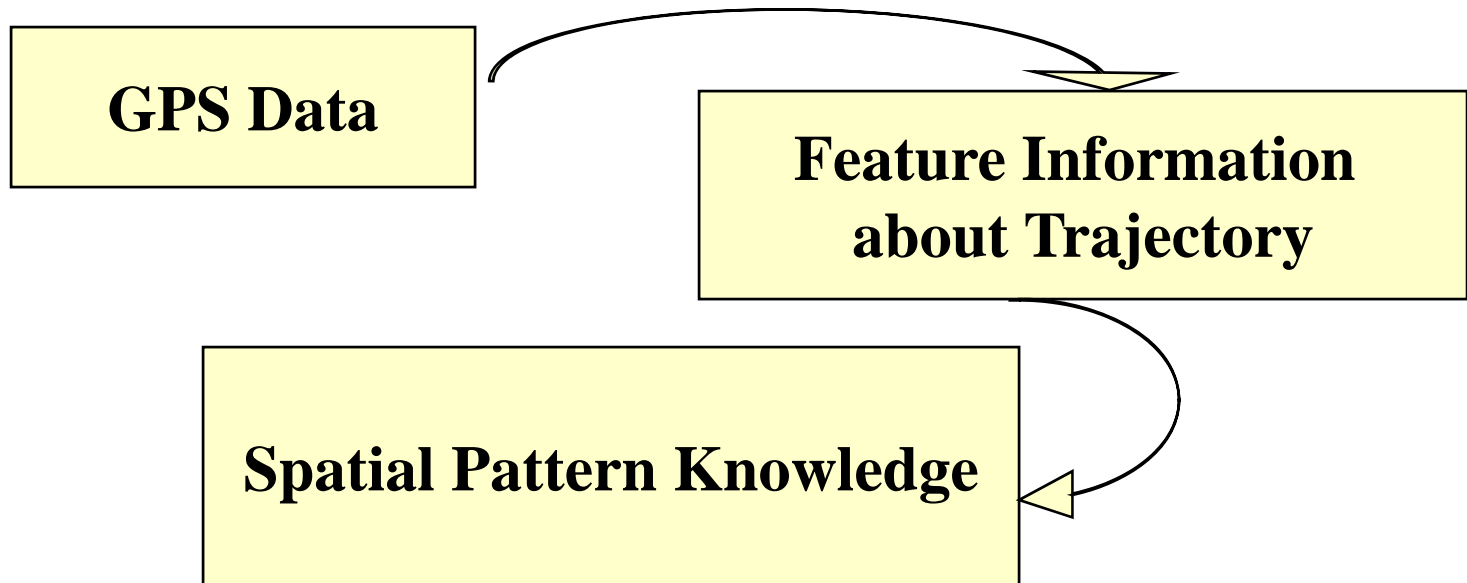 GPS Data
Feature Information
about Trajectory
Spatial Pattern Knowledge